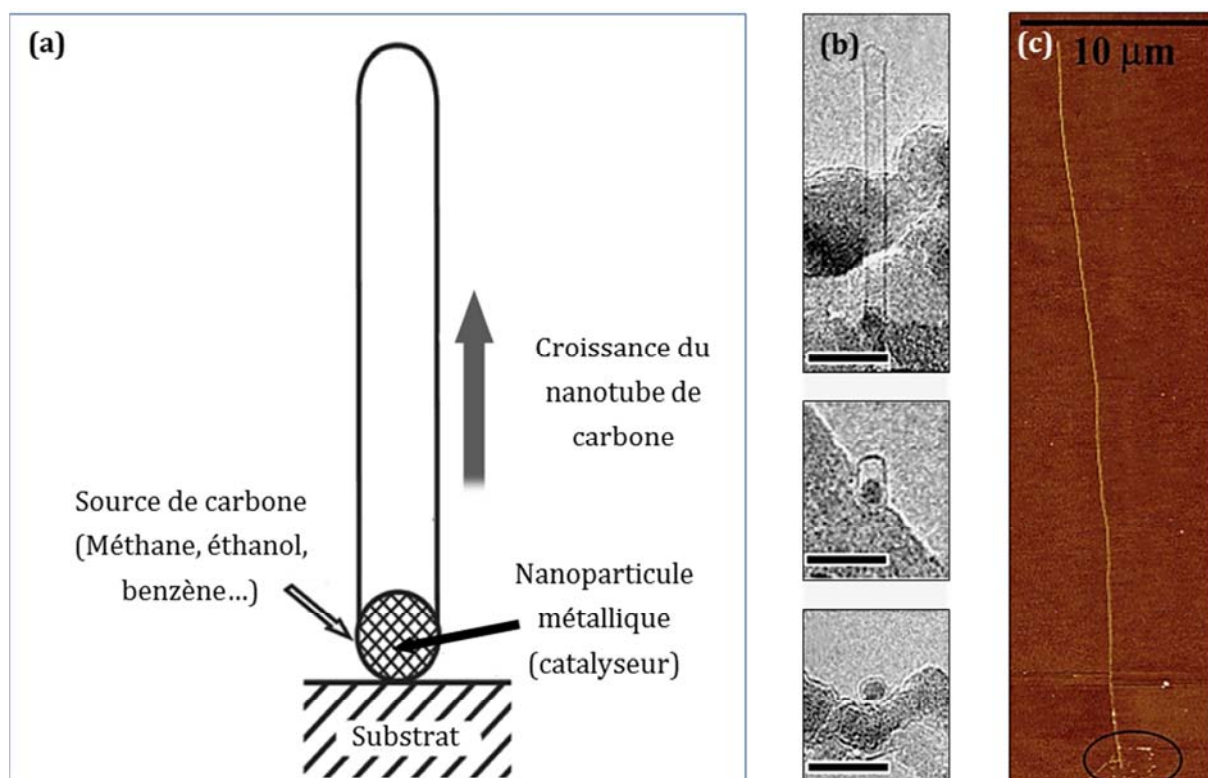 (a)
Croissance du
nanotube de
carbone
Source de carbone
(Méthane, éthanol,
benzène...)
Nanoparticule
métallique
(catalyseur)
Substrat
(b)
(c)
10 μm